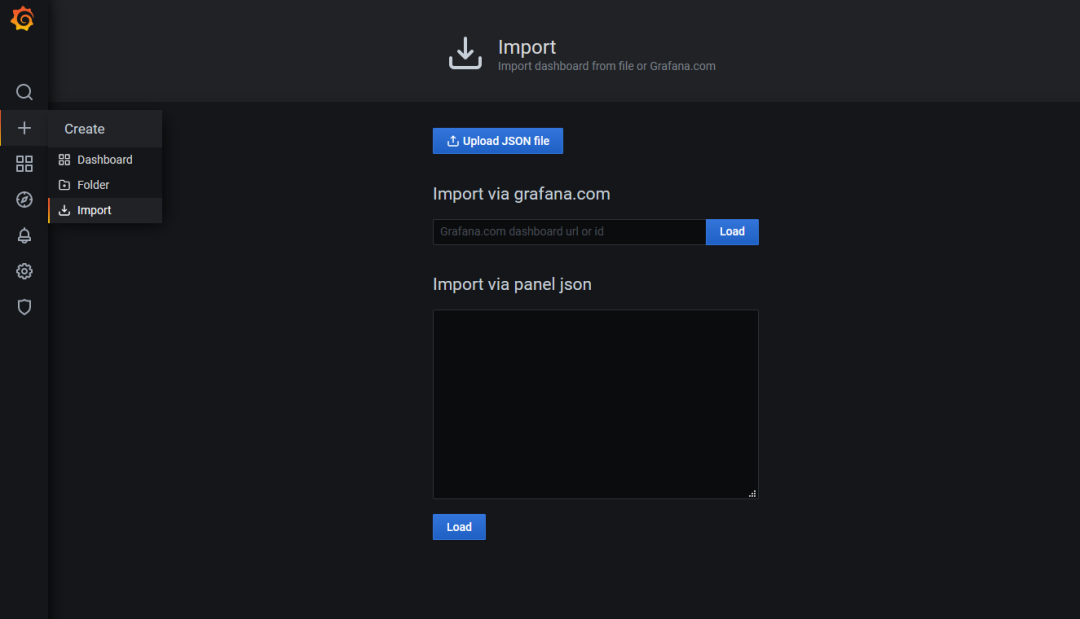 Import
Import dashboard from file or Grafana.com
Create
Dashboard
Folder
Import
Upload JSON file
Import via grafana.com
Grafana.com dashboard url or id
Load
Import via panel json
Load